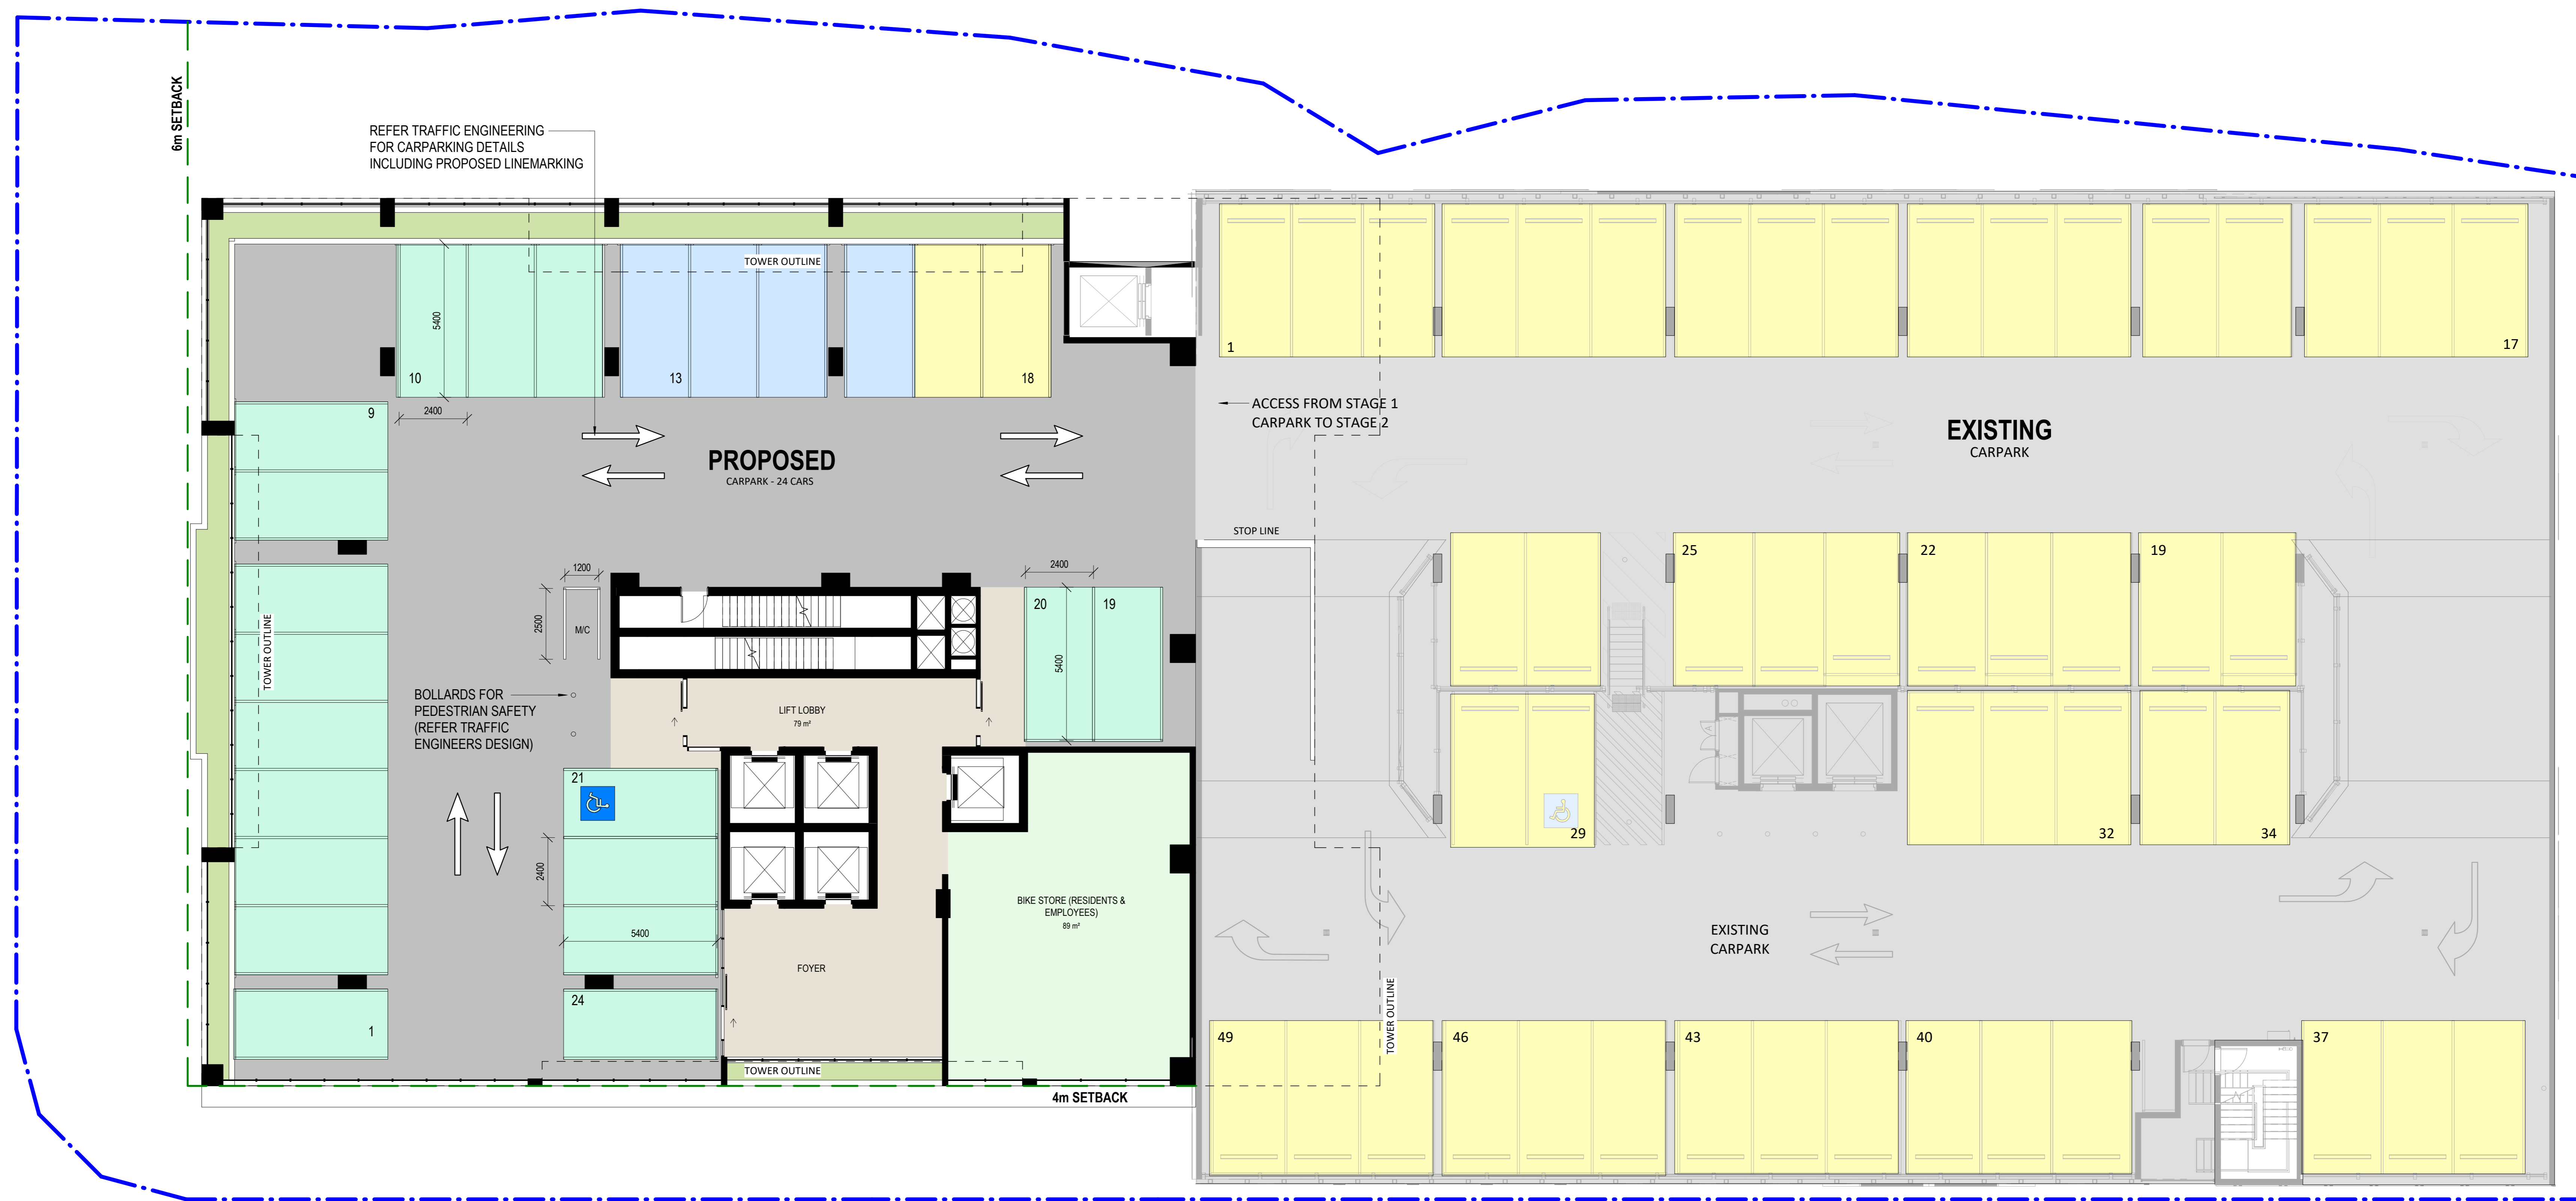 6m SETBACK
REFER TRAFFIC ENGINEERING
FOR CARPARKING DETAILS
INCLUDING PROPOSED LINEMARKING
TOWER OUTLINE
5400
10
13
18
1
17
9
2400
ACCESS FROM STAGE 1
CARPARK TO STAGE 2
PROPOSED
CARPARK - 24 CARS
EXISTING
CARPARK
STOP LINE
1200
2500
M/C
2400
20
19
5400
25
22
19
TOWER OUTLINE
BOLLARDS FOR
PEDESTRIAN SAFETY
(REFER TRAFFIC
ENGINEERS DESIGN)
LIFT LOBBY
79 m²
21
2400
5400
29
32
34
BIKE STORE (RESIDENTS &
EMPLOYEES)
89 m²
FOYER
EXISTING
CARPARK
24
1
TOWER OUTLINE
49
46
43
40
37
TOWER OUTLINE
4m SETBACK